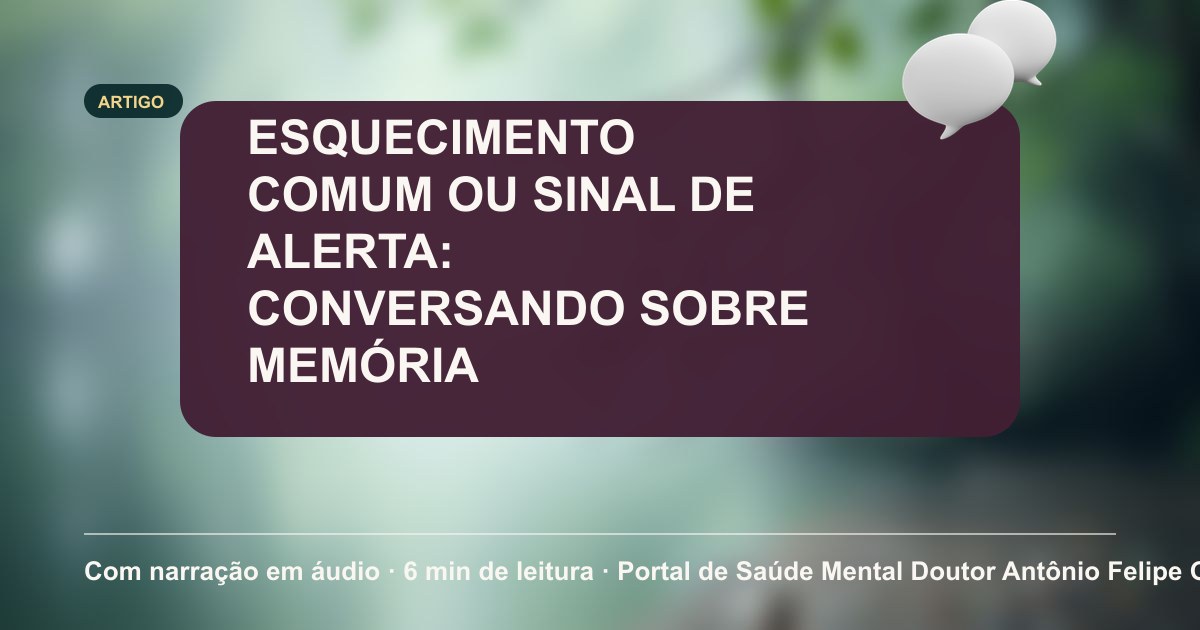 ARTIGO
ESQUECIMENTO
COMUM OU SINAL DE
ALERTA:
CONVERSANDO SOBRE
MEMÓRIA
Com narração em áudio · 6 min de leitura · Portal de Saúde Mental Doutor Antônio Felipe